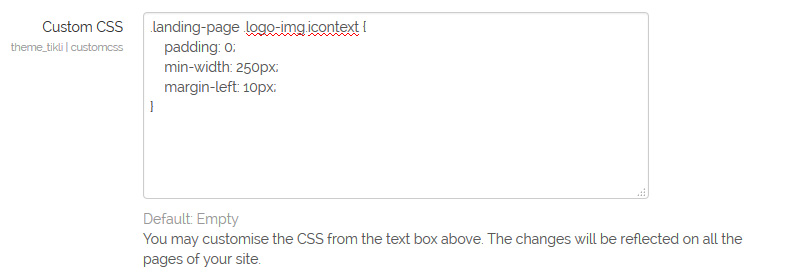 Custom CSS
theme_tikli | customcss
.landing-page .logo-img.icontext {
padding: 0;
min-width: 250px;
margin-left: 10px;
}
Default: Empty
You may customise the CSS from the text box above. The changes will be reflected on all the
pages of your site.